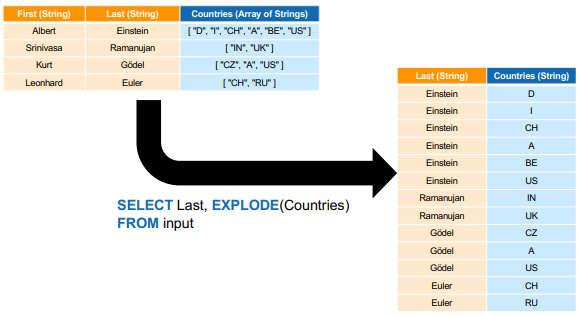 First (String) Last (String) Countries (Array of Strings)
Albert Einstein [ "D", "I", "CH", "A", "BE", "US" ]
Srinivasa Ramanujan [ "IN", "UK" ]
Kurt Gödel [ "CZ", "A", "US" ]
Leonhard Euler [ "CH", "RU" ]
SELECT Last, EXPLODE(Countries)
FROM input
Last (String) Countries (String)
Einstein D
Einstein I
Einstein CH
Einstein A
Einstein BE
Einstein US
Ramanujan IN
Ramanujan UK
Gödel CZ
Gödel A
Gödel US
Euler CH
Euler RU